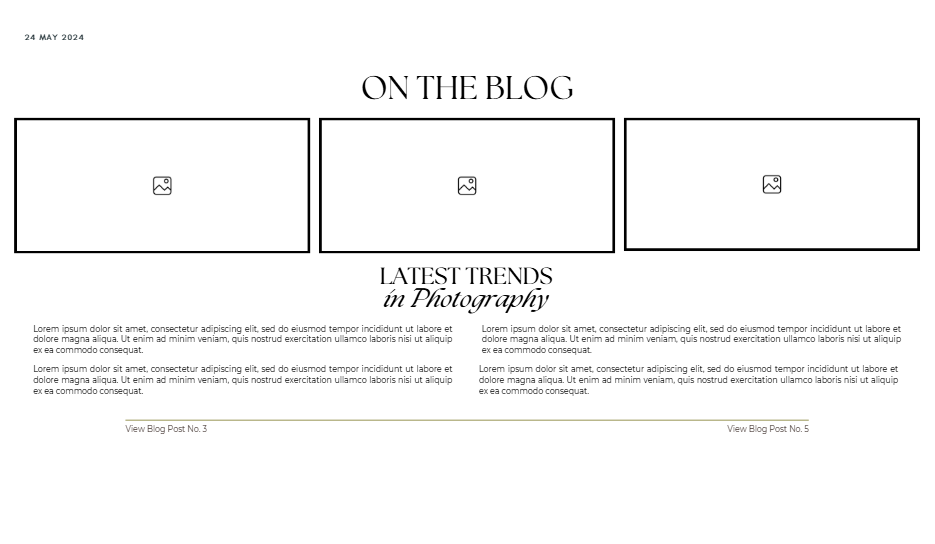 24 MAY 2024
ON THE BLOG
LATEST TRENDS
in Photography
Lorem ipsum dolor sit amet, consectetur adipiscing elit, sed do eiusmod tempor incididunt ut labore et
dolore magna aliqua. Ut enim ad minim veniam, quis nostrud exercitation ullamco laboris nisi ut aliquip
ex ea commodo consequat.
Lorem ipsum dolor sit amet, consectetur adipiscing elit, sed do eiusmod tempor incididunt ut labore et
dolore magna aliqua. Ut enim ad minim veniam, quis nostrud exercitation ullamco laboris nisi ut aliquip
ex ea commodo consequat.
Lorem ipsum dolor sit amet, consectetur adipiscing elit, sed do eiusmod tempor incididunt ut labore et
dolore magna aliqua. Ut enim ad minim veniam, quis nostrud exercitation ullamco laboris nisi ut aliquip
ex ea commodo consequat.
Lorem ipsum dolor sit amet, consectetur adipiscing elit, sed do eiusmod tempor incididunt ut labore et
dolore magna aliqua. Ut enim ad minim veniam, quis nostrud exercitation ullamco laboris nisi ut aliquip
ex ea commodo consequat.
View Blog Post No. 3
View Blog Post No. 5